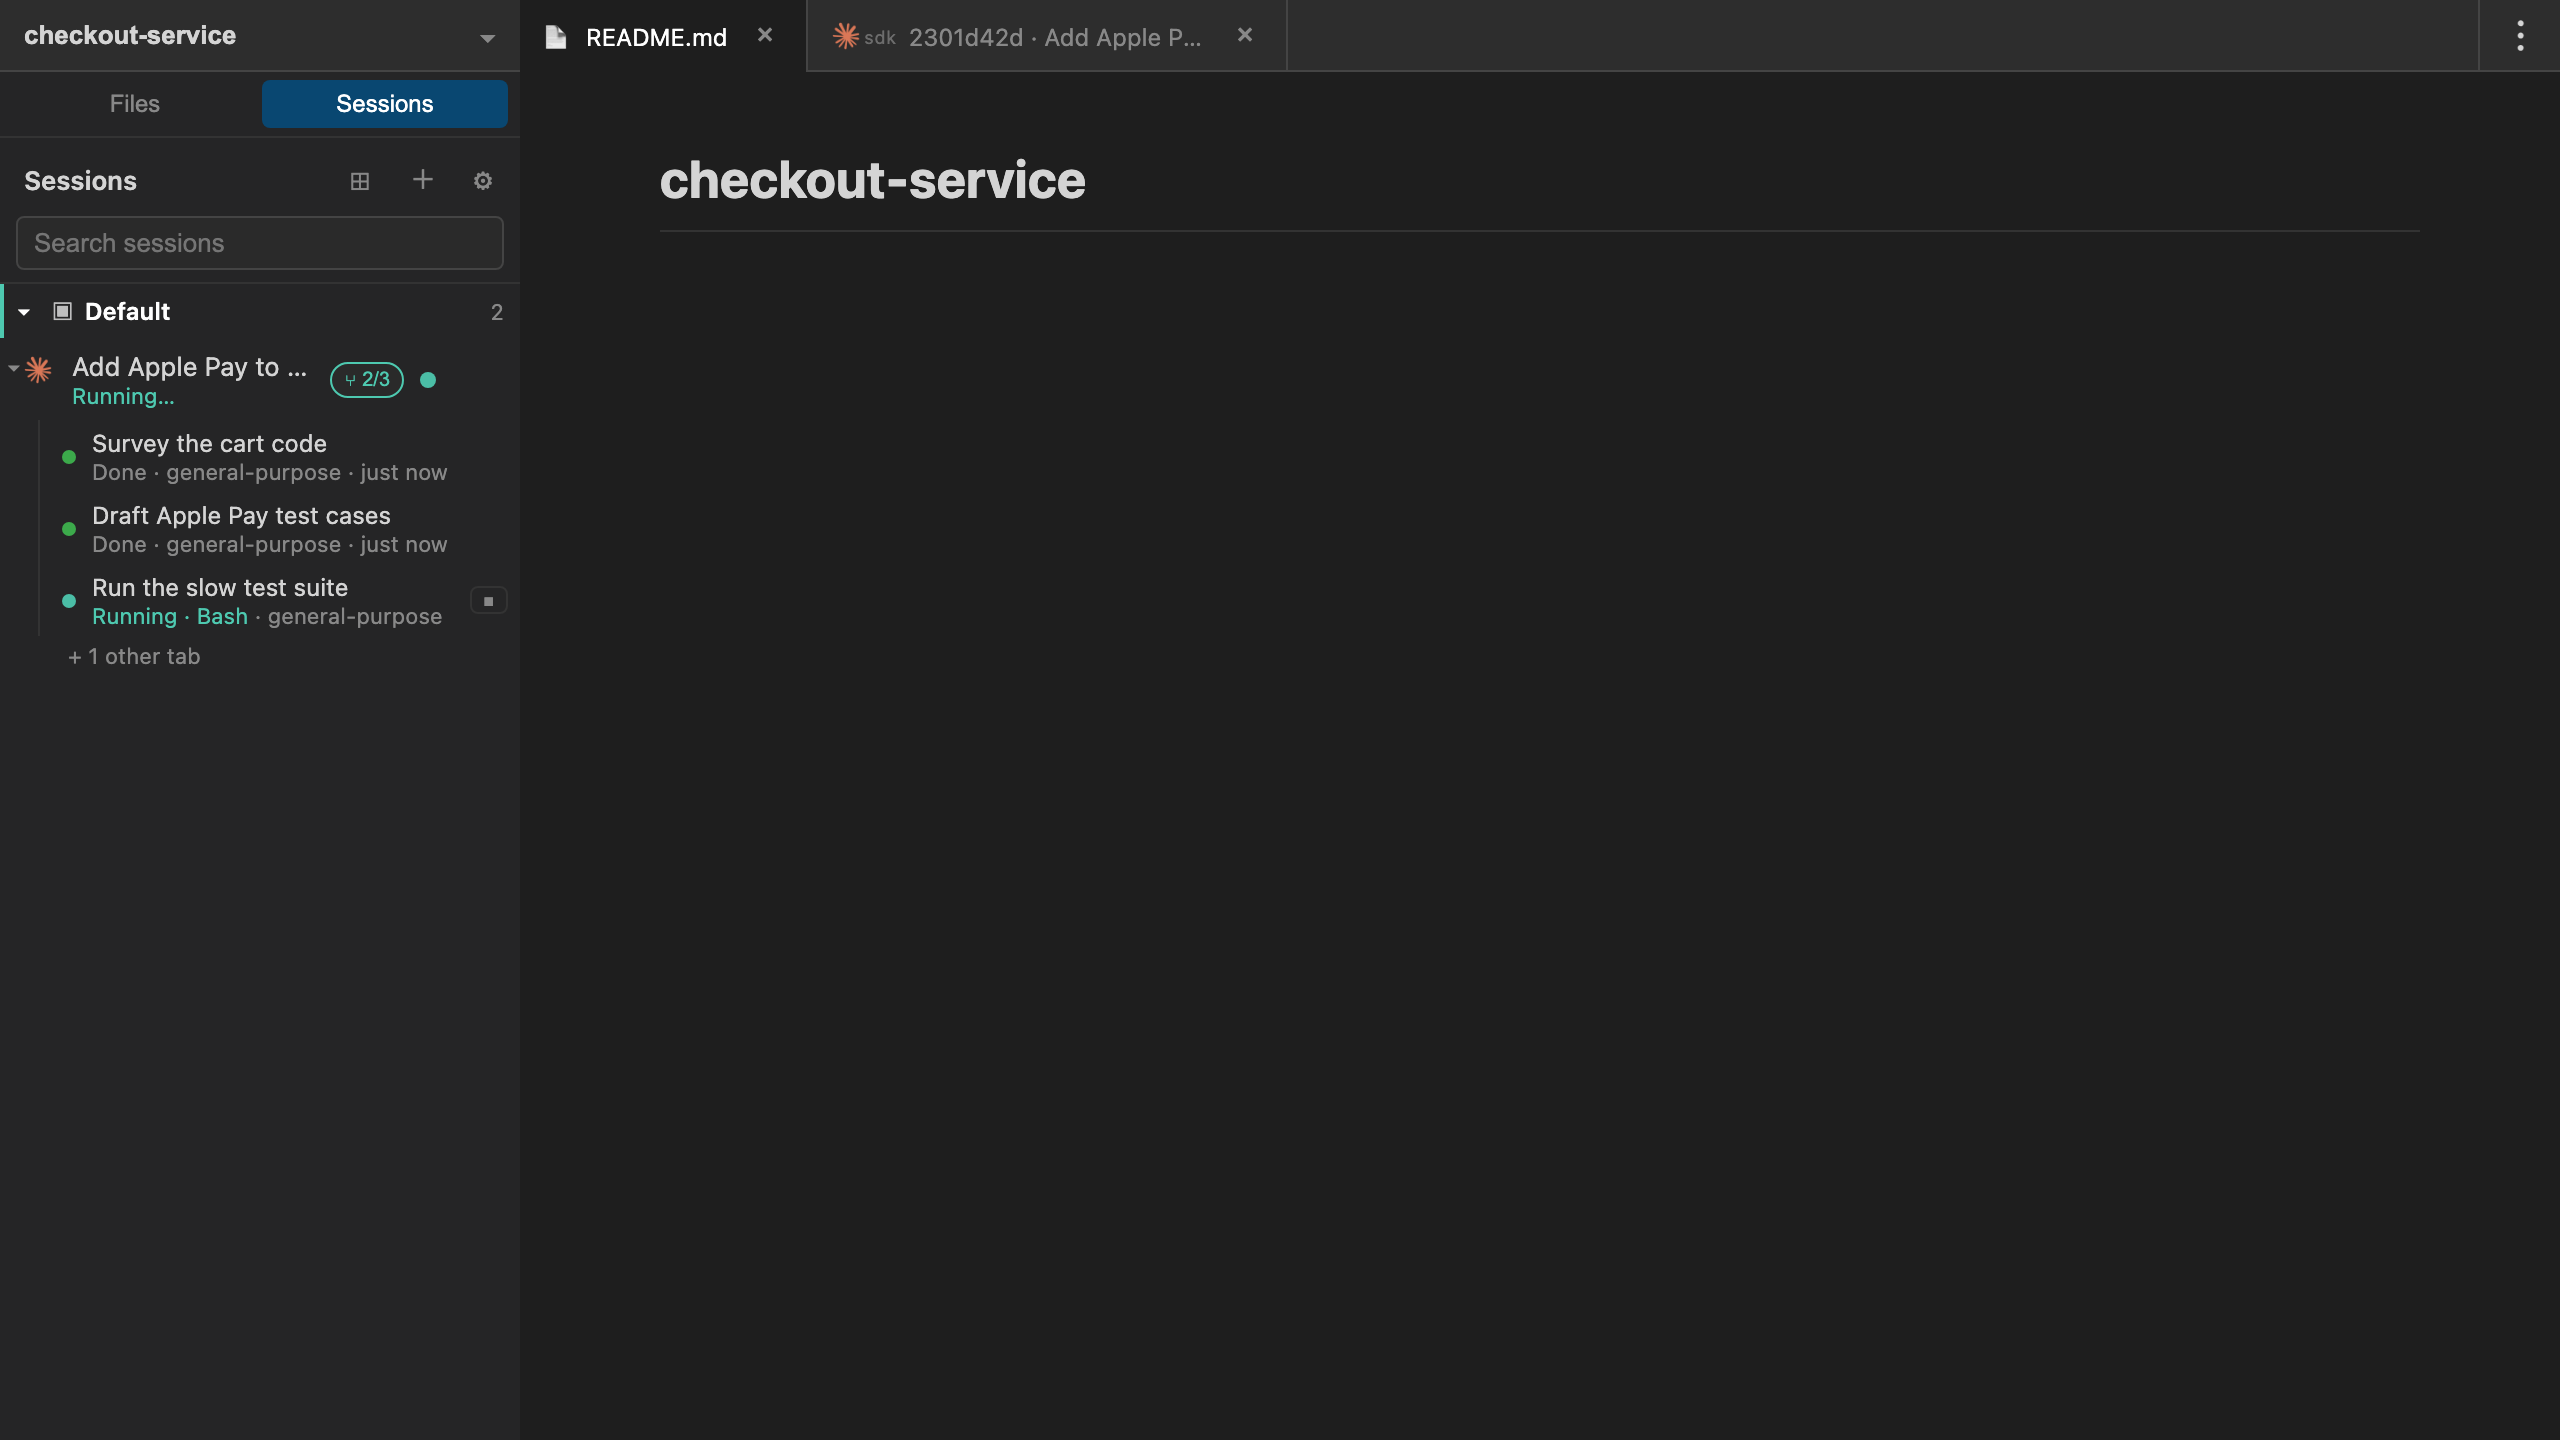 checkout-service
README.md
sdk 2301d42d · Add Apple P...
Files
Sessions
Sessions
Search sessions
Default
2
Add Apple Pay to ...
2/3
Running...
Survey the cart code
Done · general-purpose · just now
Draft Apple Pay test cases
Done · general-purpose · just now
Run the slow test suite
Running · Bash · general-purpose
+ 1 other tab
checkout-service